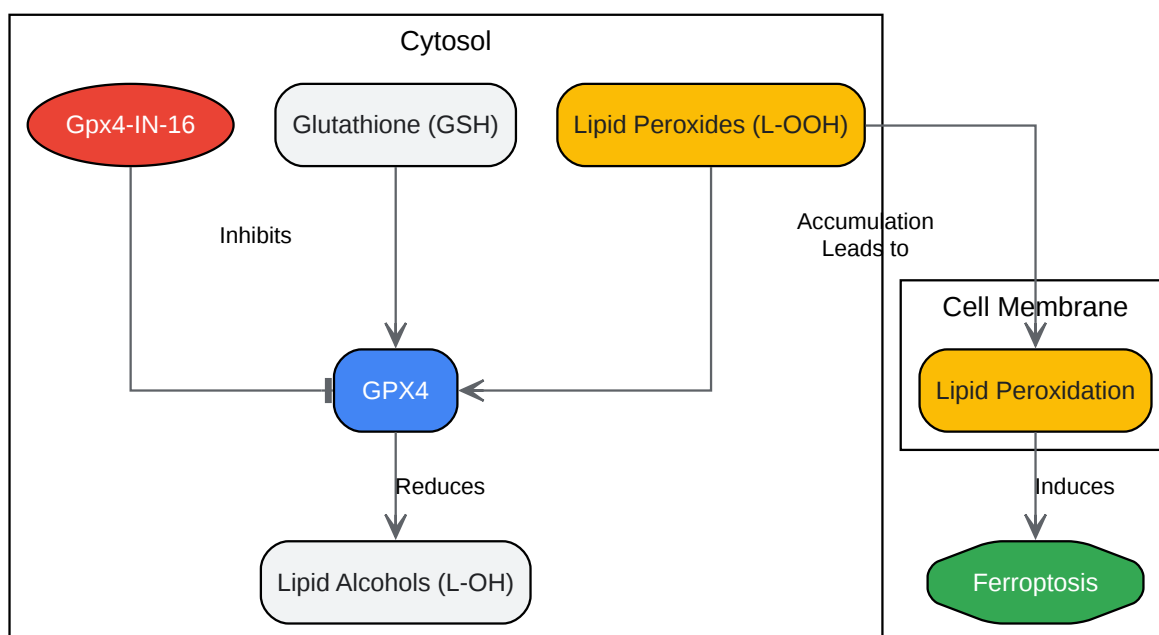 Cytosol
Gpx4-IN-16
Glutathione (GSH)
Lipid Peroxides (L-OOH)
Inhibits
Accumulation
Leads to
Cell Membrane
GPX4
Lipid Peroxidation
Reduces
Induces
Lipid Alcohols (L-OH)
Ferroptosis